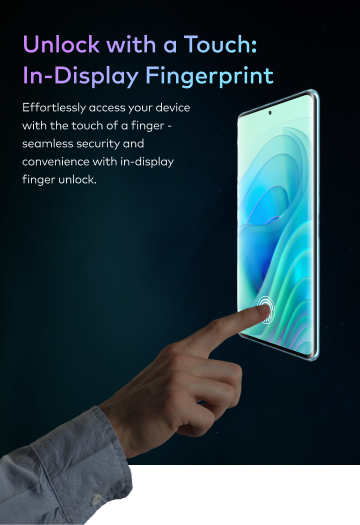 Unlock with a Touch:
In-Display Fingerprint
Effortlessly access your device
with the touch of a finger -
seamless security and
convenience with in-display
finger unlock.